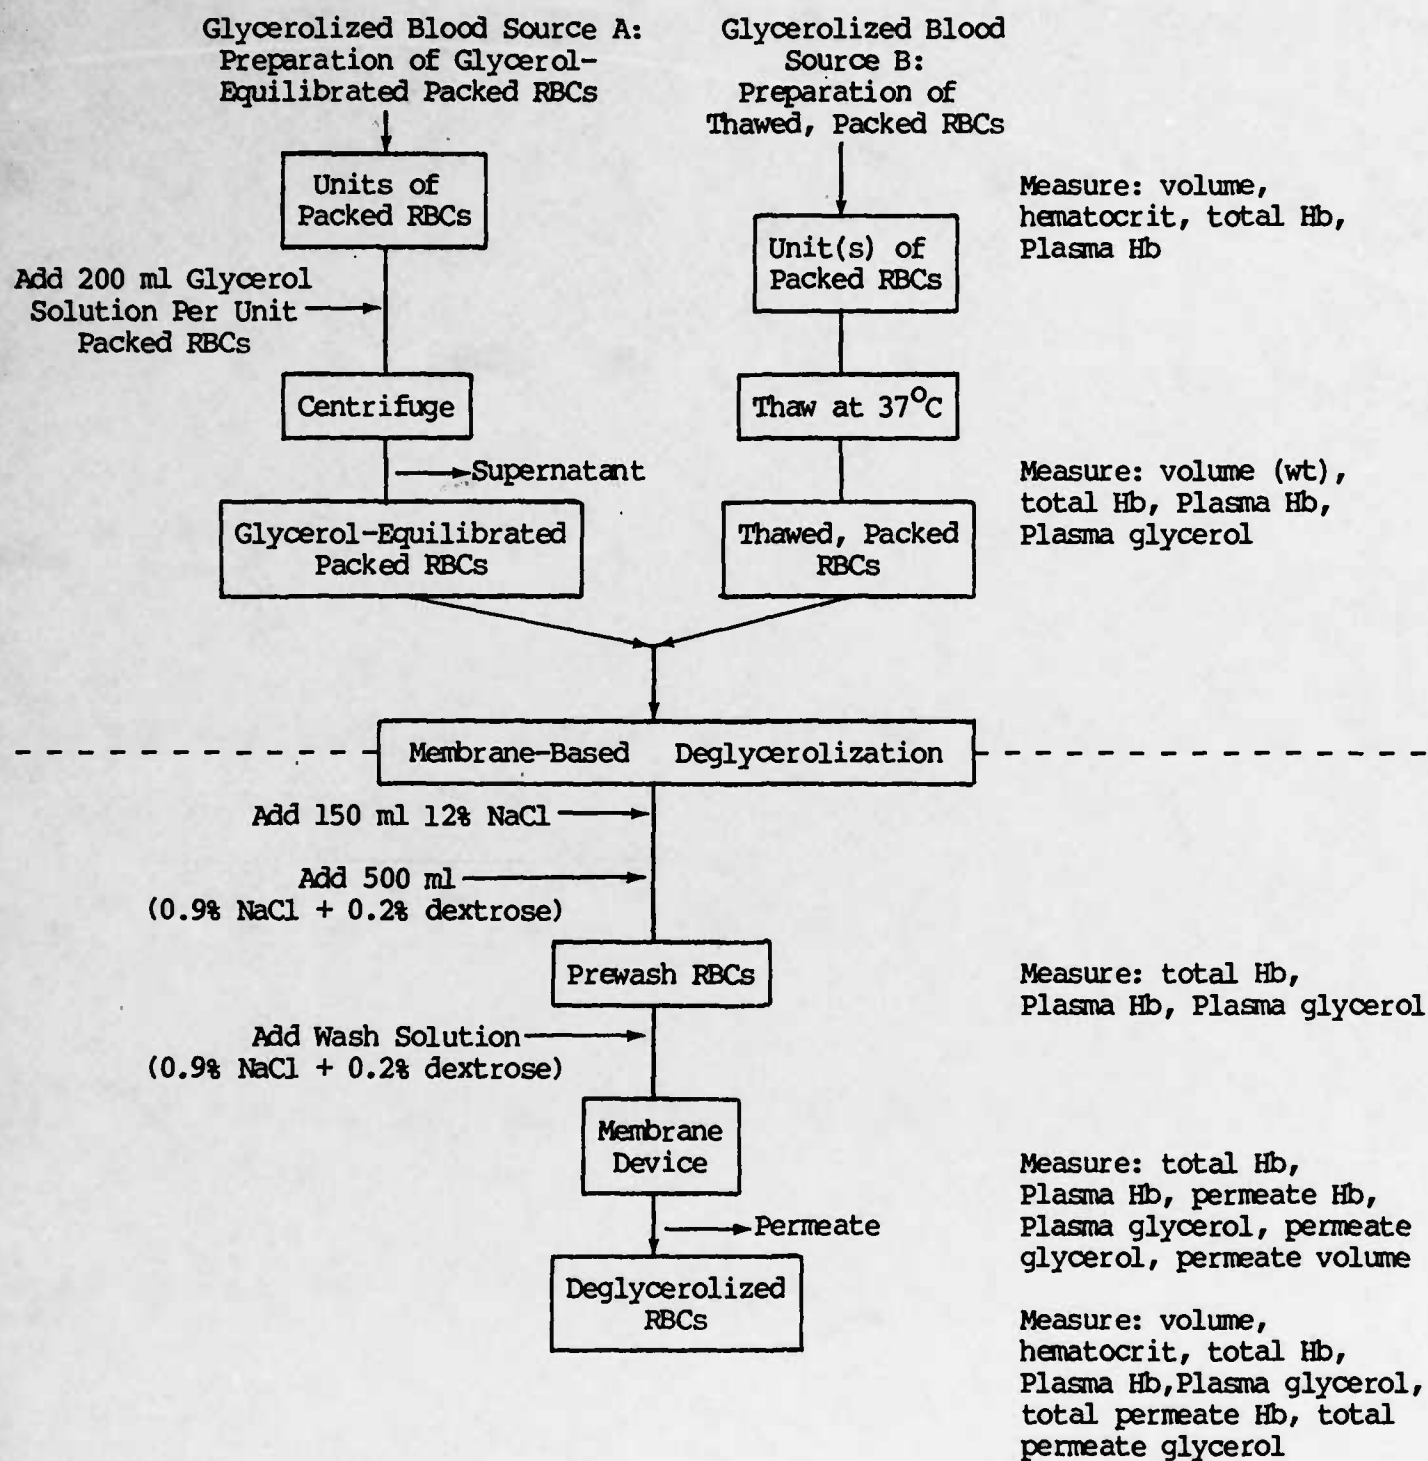 Glycerolized Blood Source A:
Preparation of Glycerol-
Equilibrated Packed RBCs
Glycerolized Blood
Source B:
Preparation of
Thawed, Packed RBCs
Units of
Packed RBCs
Measure: volume,
hematocrit, total Hb,
Plasma Hb
Unit(s) of
Packed RBCs
Add 200 ml Glycerol
Solution Per Unit
Packed RBCs
Centrifuge
Thaw at 37°C
Supernatant
Measure: volume (wt),
total Hb, Plasma Hb,
Plasma glycerol
Glycerol-Equilibrated
Packed RBCs
Thawed, Packed
RBCs
Membrane-Based Deglycerolization
Add 150 ml 12% NaCl
Add 500 ml
(0.9% NaCl + 0.2% dextrose)
Prewash RBCs
Measure: total Hb,
Plasma Hb, Plasma glycerol
Add Wash Solution
(0.9% NaCl + 0.2% dextrose)
Membrane
Device
Measure: total Hb,
Plasma Hb, permeate Hb,
Plasma glycerol, permeate
glycerol, permeate volume
Permeate
Deglycerolized
RBCs
Measure: volume,
hematocrit, total Hb,
Plasma Hb,Plasma glycerol,
total permeate Hb, total
permeate glycerol